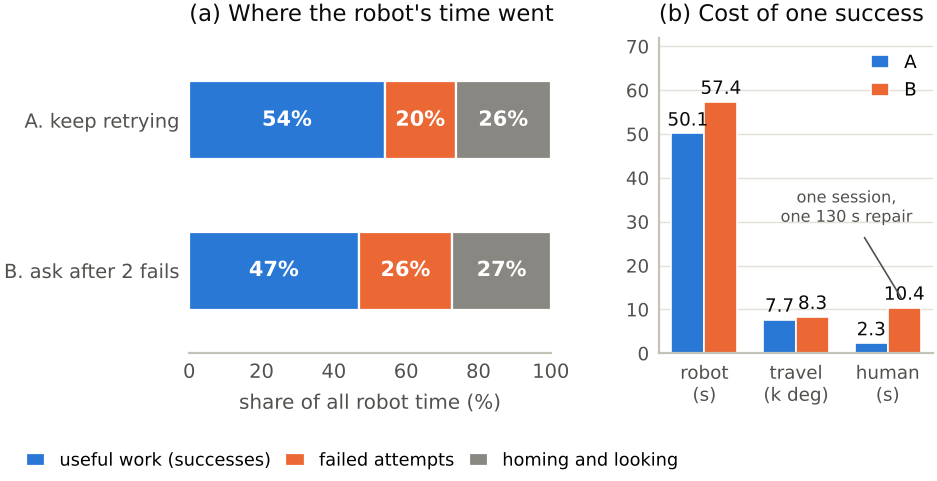 (a) Where the robot's time went
A. keep retrying
54%
20%
26%
B. ask after 2 fails
47%
26%
27%
0 20 40 60 80 100
share of all robot time (%)
useful work (successes) failed attempts homing and looking
(b) Cost of one success
70
60
50
40
30
20
10
0
A
B
50.1
57.4
7.7
8.3
2.3
10.4
one session,
one 130 s repair
robot
(s)
travel
(k deg)
human
(s)